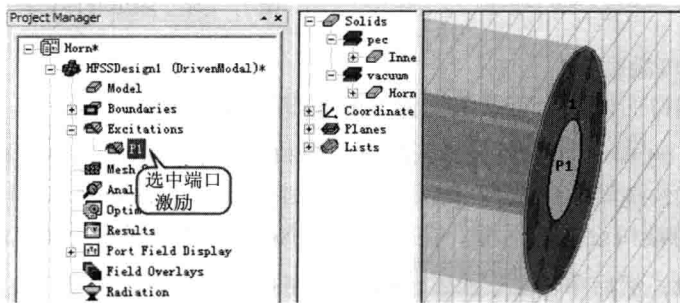 Project Manager
Horn*
HFSSDesign1 (DrivenModal)*
Model
Boundaries
Excitations
P1
Mesh
Anal
Optim
Results
Port Field Display
Field Overlays
Radiation
选中端口
激励
Solids
pec
Inne
vacuum
Horn
Coordinate
Planes
Lists
1
P1